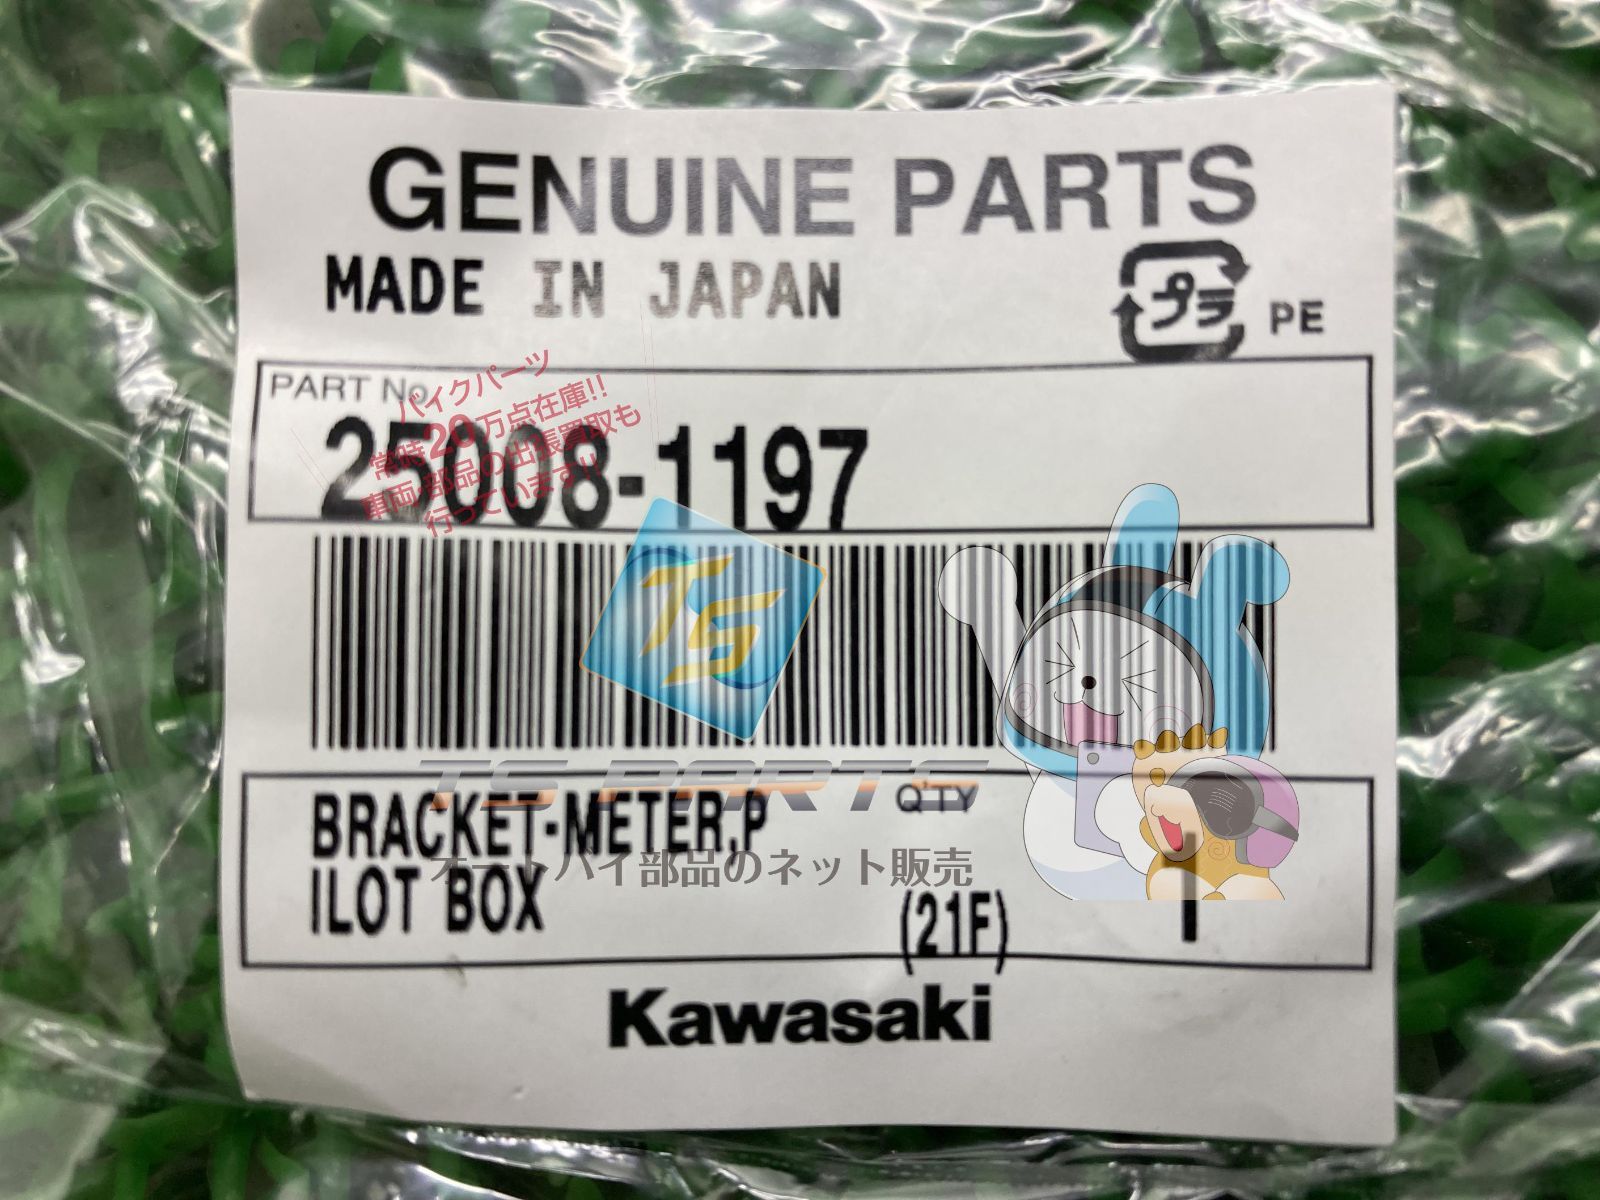 GENUINE PARTS
MADE IN JAPAN
プラ PE
PART No.
25008-1197
バイクパーツ
常時20万点在庫!!
車両・部品の出張買取も
行っています!!
TS
TS PARTS
オートバイ部品のネット販売
BRACKET-METER,P
ILOT BOX
Q'TY
(21F) 1
Kawasaki